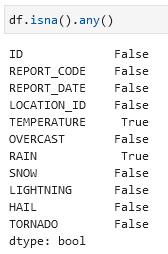 df.isna().any()
ID False
REPORT_CODE False
REPORT_DATE False
LOCATION_ID False
TEMPERATURE True
OVERCAST False
RAIN True
SNOW False
LIGHTNING False
HAIL False
TORNADO False
dtype: bool